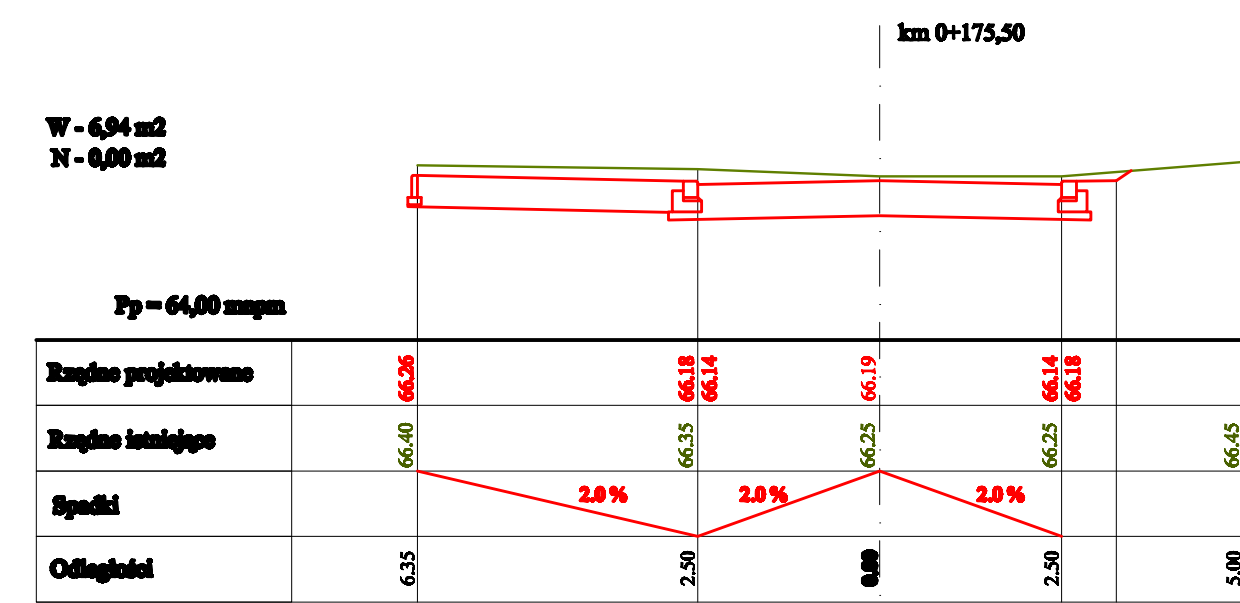 km 0+175,50
W - 6,94 m2
N - 0,00 m2
Pp = 64,00 mnpm
Rzędne projektowane
66.26
66.18
66.14
66.19
66.14
66.18
Rzędne istniejące
66.40
66.35
66.25
66.25
66.45
Spadki
2.0 %
2.0 %
2.0 %
Odległości
6.35
2.50
0.00
2.50
5.00